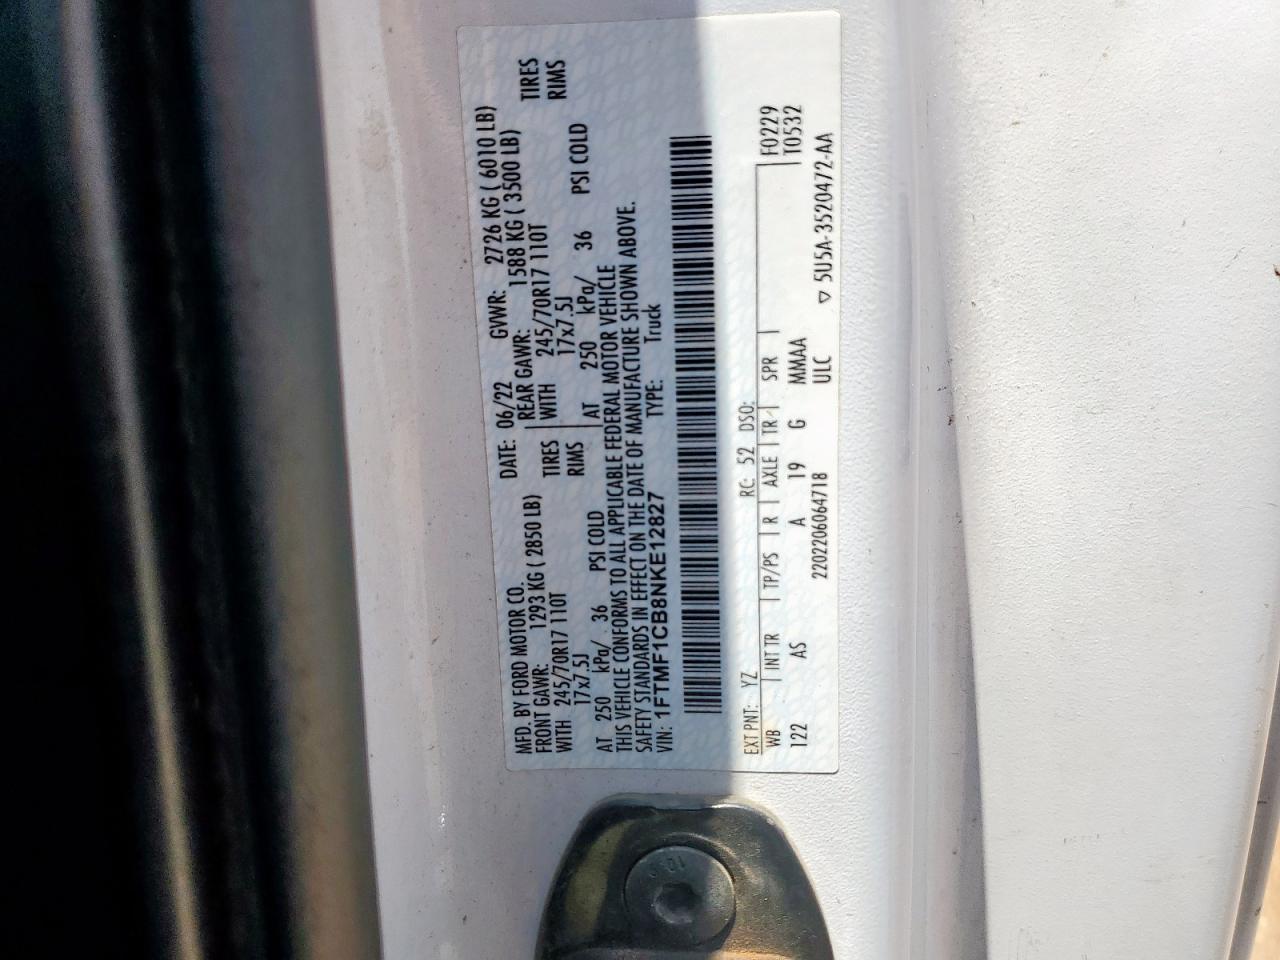 MFD. BY FORD MOTOR CO. DATE: 06/22 GVWR: 2726 KG ( 6010 LB)
FRONT GAWR: 1293 KG ( 2850 LB) REAR GAWR: 1588 KG ( 3500 LB)
WITH 245/70R17 110T TIRES WITH 245/70R17 110T TIRES
17x7.5J RIMS 17x7.5J RIMS
AT 250 kPa/ 36 PSI COLD AT 250 kPa/ 36 PSI COLD
THIS VEHICLE CONFORMS TO ALL APPLICABLE FEDERAL MOTOR VEHICLE
SAFETY STANDARDS IN EFFECT ON THE DATE OF MANUFACTURE SHOWN ABOVE.
VIN: 1FTMF1CB8NKE12827 TYPE: Truck
EXT PNT: YZ RC: 52 DSO:
WB INT TR TP/PS R AXLE TR SPR F0229
122 AS A 19 G MMAA T0532
2202206064718 ULC ▽ 5U5A-3520472-AA